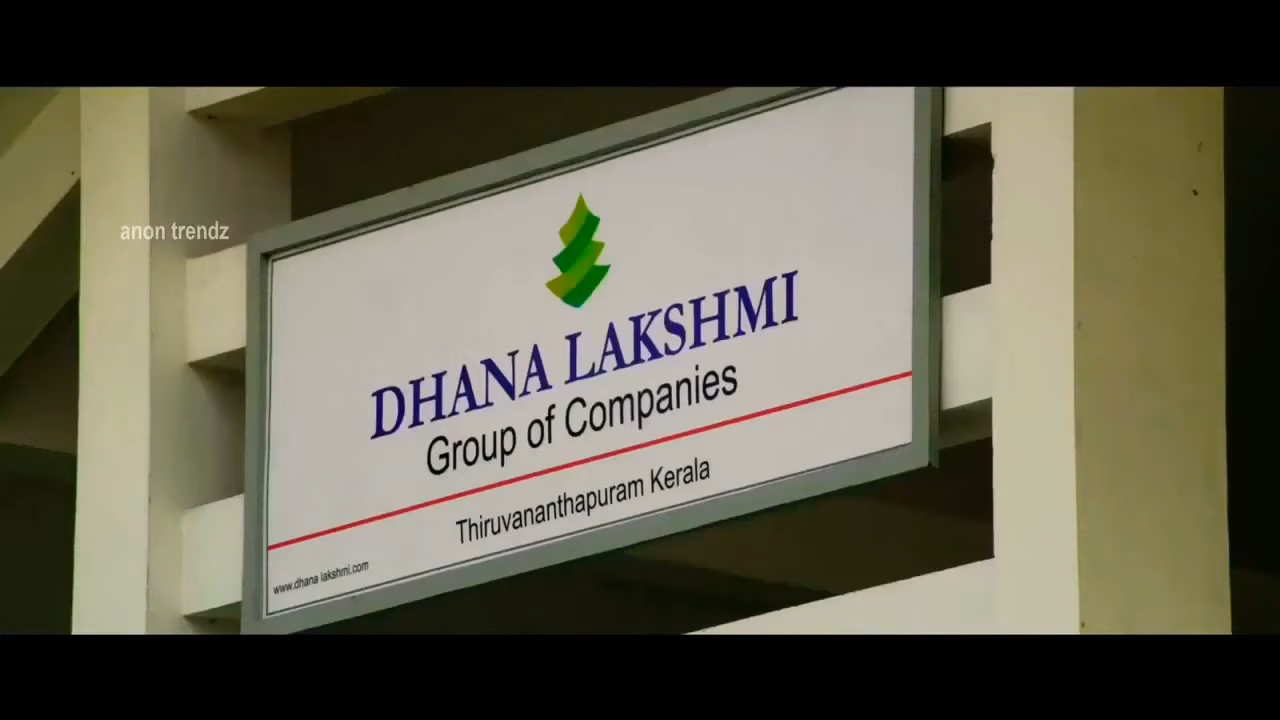 anon trendz
DHANA LAKSHMI
Group of Companies
Thiruvananthapuram Kerala
www.dhana lakshmi.com